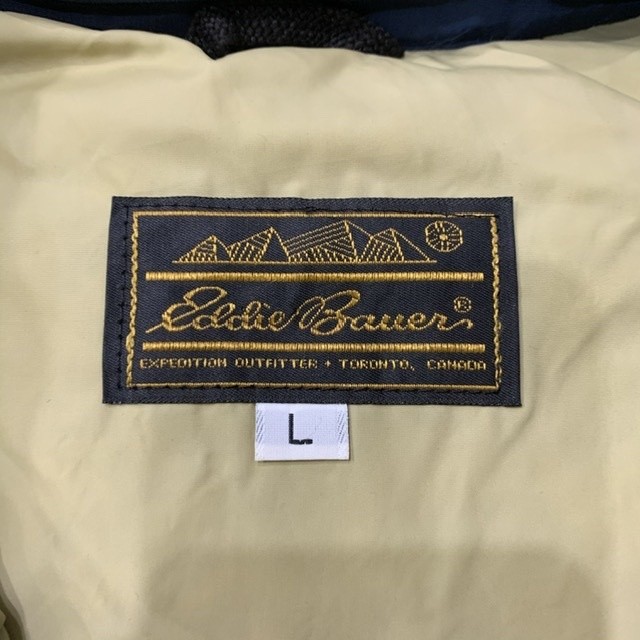 Eddie Bauer®
EXPEDITION OUTFITTER + TORONTO, CANADA
L